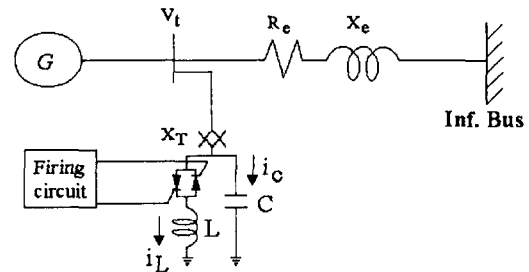 V_t
R_e
X_e
G
Inf. Bus
X_T
Firing
circuit
i_c
C
L
i_L